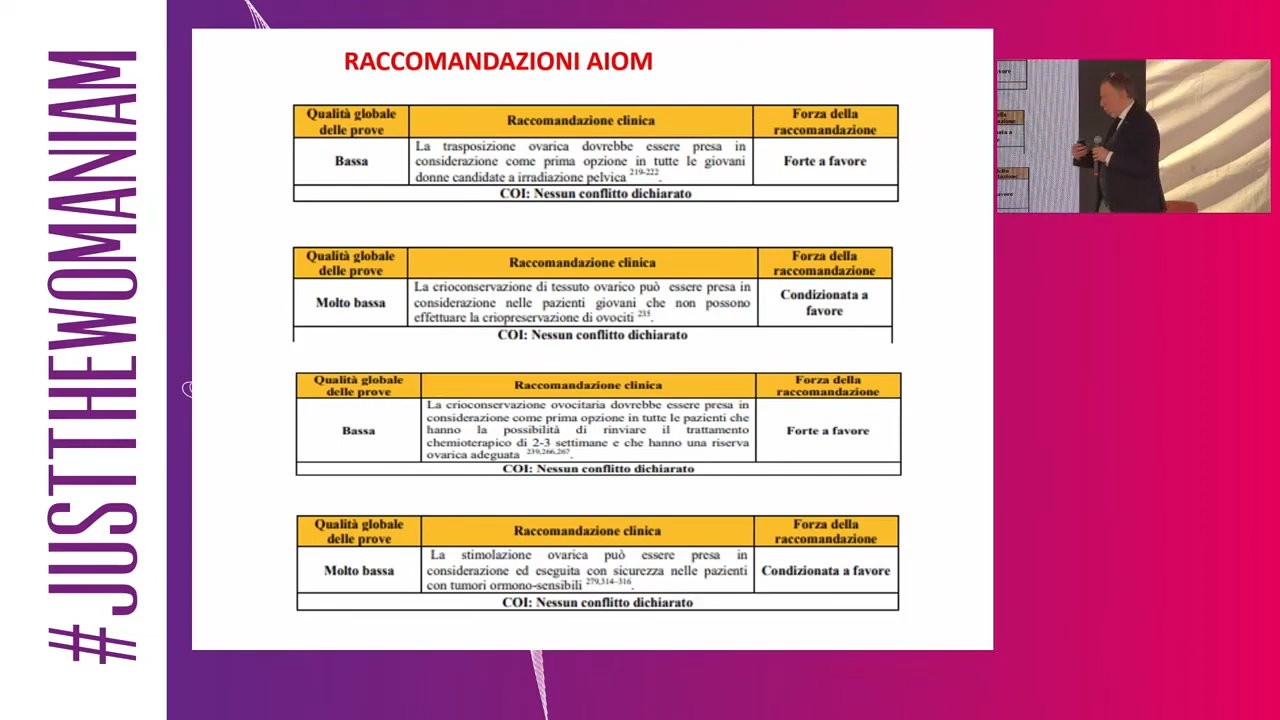 #JUSTTHEWOMANIAM
RACCOMANDAZIONI AIOM
Qualità globale
delle prove
Raccomandazione clinica
Forza della
raccomandazione
Bassa
La trasposizione ovarica dovrebbe essere presa in
considerazione come prima opzione in tutte le giovani
donne candidate a irradiazione pelvica 219-222.
Forte a favore
COI: Nessun conflitto dichiarato
Qualità globale
delle prove
Raccomandazione clinica
Forza della
raccomandazione
Molto bassa
La crioconservazione di tessuto ovarico può essere presa in
considerazione nelle pazienti giovani che non possono
effettuare la criopreservazione di ovociti 235.
Condizionata a
favore
COI: Nessun conflitto dichiarato
Qualità globale
delle prove
Raccomandazione clinica
Forza della
raccomandazione
Bassa
La crioconservazione ovocitaria dovrebbe essere presa in
considerazione come prima opzione in tutte le pazienti che
hanno la possibilità di rinviare il trattamento
chemioterapico di 2-3 settimane e che hanno una riserva
ovarica adeguata 239,266,267.
Forte a favore
COI: Nessun conflitto dichiarato
Qualità globale
delle prove
Raccomandazione clinica
Forza della
raccomandazione
Molto bassa
La stimolazione ovarica può essere presa in
considerazione ed eseguita con sicurezza nelle pazienti
con tumori ormono-sensibili 279,314-316.
Condizionata a favore
COI: Nessun conflitto dichiarato